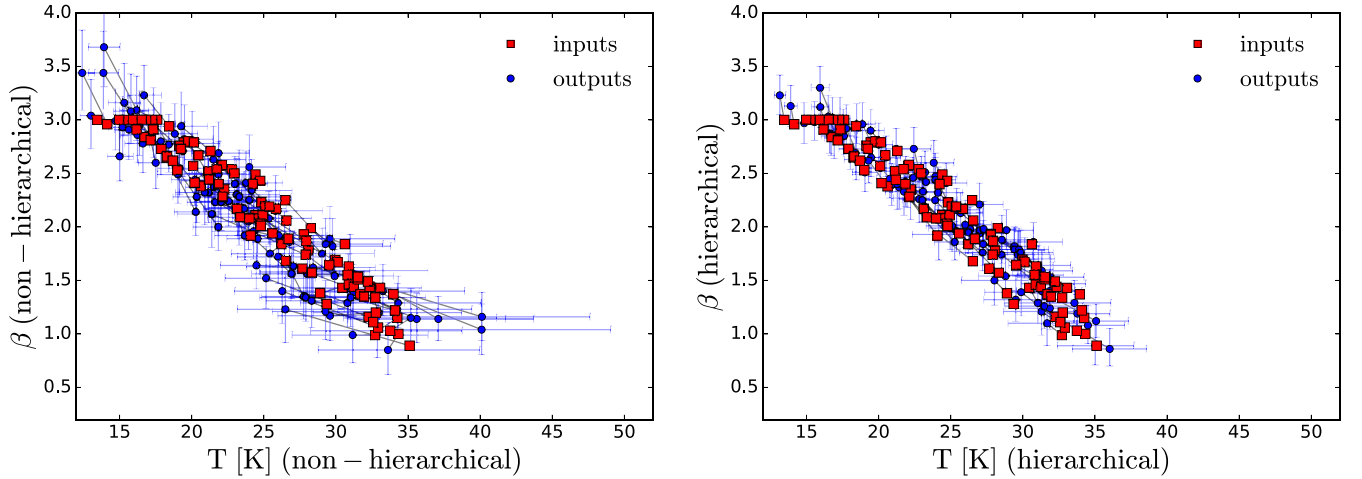 4.0
3.5
3.0
2.5
2.0
1.5
1.0
0.5
β (non − hierarchical)
inputs
outputs
15 20 25 30 35 40 45 50
T [K] (non − hierarchical)
4.0
3.5
3.0
2.5
2.0
1.5
1.0
0.5
β (hierarchical)
inputs
outputs
15 20 25 30 35 40 45 50
T [K] (hierarchical)